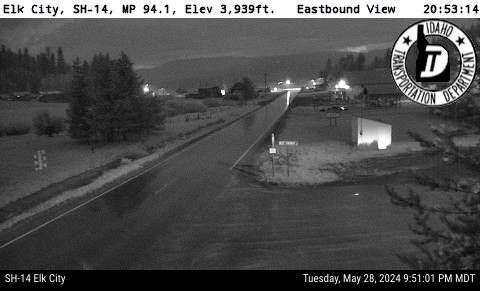 Elk City, SH-14, MP 94.1, Elev 3,939ft. Eastbound View 20:53:14
IDAHO
TRANSPORTATION DEPARTMENT
SH-14 Elk City Tuesday, May 28, 2024 9:51:01 PM MDT